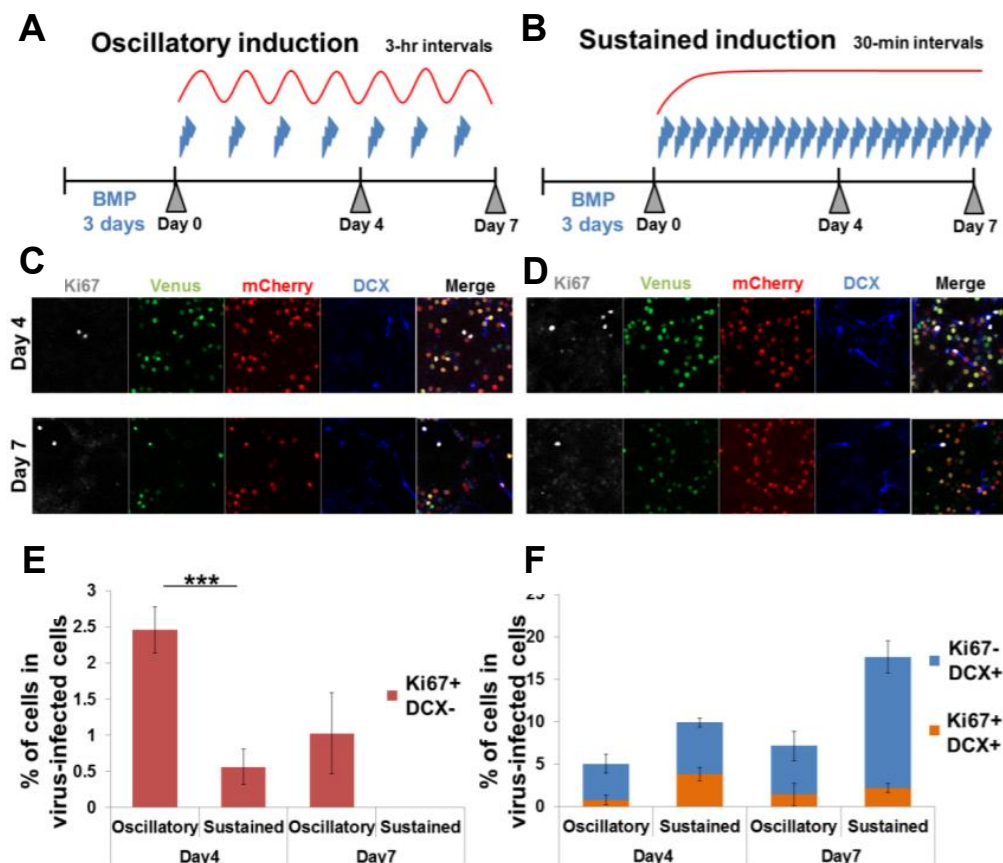 A
Oscillatory induction 3-hr intervals
BMP
3 days
Day 0
Day 4
Day 7
B
Sustained induction 30-min intervals
BMP
3 days
Day 0
Day 4
Day 7
C
Ki67 Venus mCherry DCX Merge
Day 4
Day 7
D
Ki67 Venus mCherry DCX Merge
E
***
% of cells in
virus-infected cells
3
2.5
2
1.5
1
0.5
0
Ki67+
DCX-
Oscillatory Sustained Oscillatory Sustained
Day4 Day7
F
% of cells in
virus-infected cells
25
20
15
10
5
0
Ki67-
DCX+
Ki67+
DCX+
Oscillatory Sustained Oscillatory Sustained
Day4 Day7